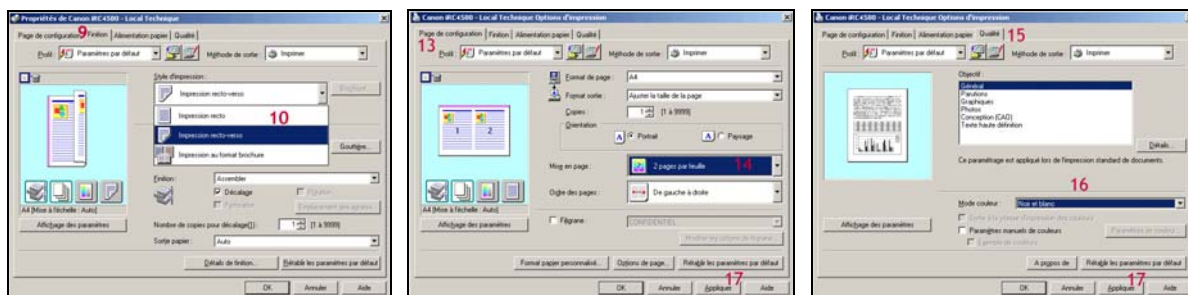 Propriétés de Canon iRC4580 - Local Technique
Page de configuration Finition Alimentation papier Qualité
9
Profil : Paramètres par défaut Méthode de sortie : Imprimer
Style d'impression :
Impression recto-verso
Impression recto
10
Impression recto-verso
Impression au format brochure
Gouttière...
Finition :
Assembler
Décalage
A4 [Mise à l'échelle : Auto]
Affichage des paramètres
Nombre de copies pour décalage(1) : 1 [1 à 9999]
Sortie papier : Auto
Détails de finition... Rétablir les paramètres par défaut
OK Annuler Aide
Canon iRC4580 - Local Technique Options d'impression
Page de configuration Finition Alimentation papier Qualité
13
Profil : Paramètres par défaut Méthode de sortie : Imprimer
Format de page : A4
Format sortie : Ajuster la taille de la page
Copies : 1 [1 à 9999]
Orientation
A Portrait A Paysage
1 2
Mise en page : 2 pages par feuille
14
Ordre des pages : De gauche à droite
A4 [Mise à l'échelle : Auto]
Affichage des paramètres
Filigrane : CONFIDENTIEL
Format papier personnalisé... Options de page... Rétablir les paramètres par défaut
17
OK Annuler Appliquer Aide
Canon iRC4580 - Local Technique Options d'impression
Page de configuration Finition Alimentation papier Qualité
15
Profil : Paramètres par défaut Méthode de sortie : Imprimer
Objectif :
Général
Parutions
Graphiques
Photos
Conception (CAO)
Texte haute définition
Détails...
Ce paramétrage est appliqué lors de l'impression standard de documents.
16
Mode couleur : Noir et blanc
Affichage des paramètres
Paramètres manuels de couleurs
A propos de Rétablir les paramètres par défaut
17
OK Annuler Appliquer Aide